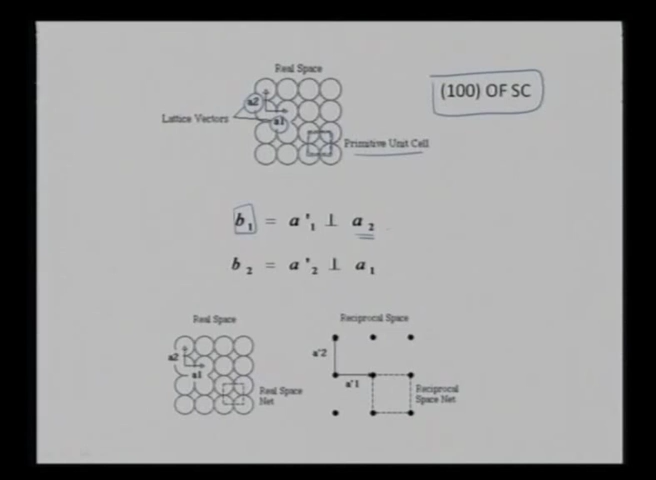 Real Space
(100) OF SC
a2
Lattice Vectors
a1
Primitive Unit Cell
b₁ = a'₁ ⊥ a₂
b₂ = a'₂ ⊥ a₁
Real Space
Reciprocal Space
a2
a1
Real Space
Net
a'2
a'1
Reciprocal
Space Net